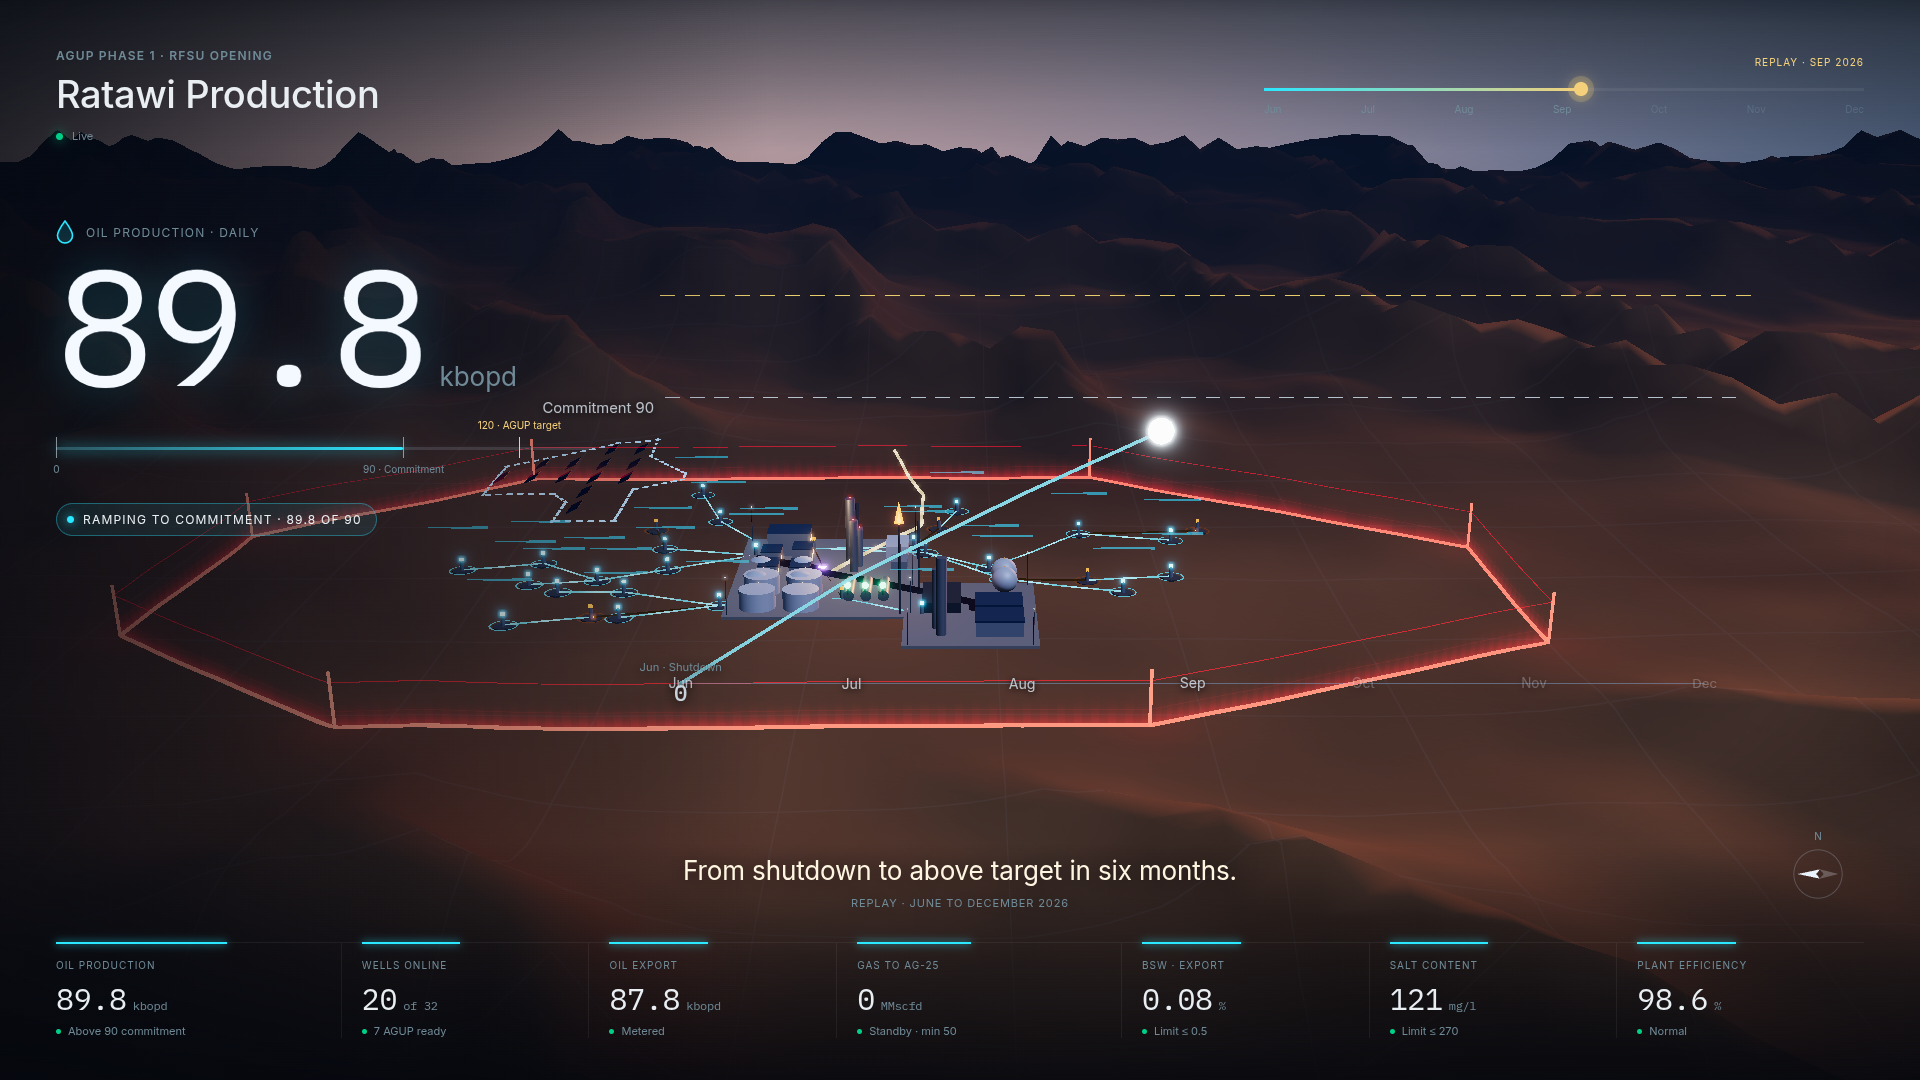 AGUP PHASE 1 · RFSU OPENING
Ratawi Production
Live
REPLAY · SEP 2026
Jun Jul Aug Sep Oct Nov Dec
OIL PRODUCTION · DAILY
89.8 kbopd
Commitment 90
120 · AGUP target
0
90 · Commitment
RAMPING TO COMMITMENT · 89.8 OF 90
Jun · Shutdown
Jun Jul Aug Sep Oct Nov Dec
0
From shutdown to above target in six months.
REPLAY · JUNE TO DECEMBER 2026
N
OIL PRODUCTION
89.8 kbopd
Above 90 commitment
WELLS ONLINE
20 of 32
7 AGUP ready
OIL EXPORT
87.8 kbopd
Metered
GAS TO AG-25
0 MMscfd
Standby · min 50
BSW · EXPORT
0.08 %
Limit ≤ 0.5
SALT CONTENT
121 mg/l
Limit ≤ 270
PLANT EFFICIENCY
98.6 %
Normal